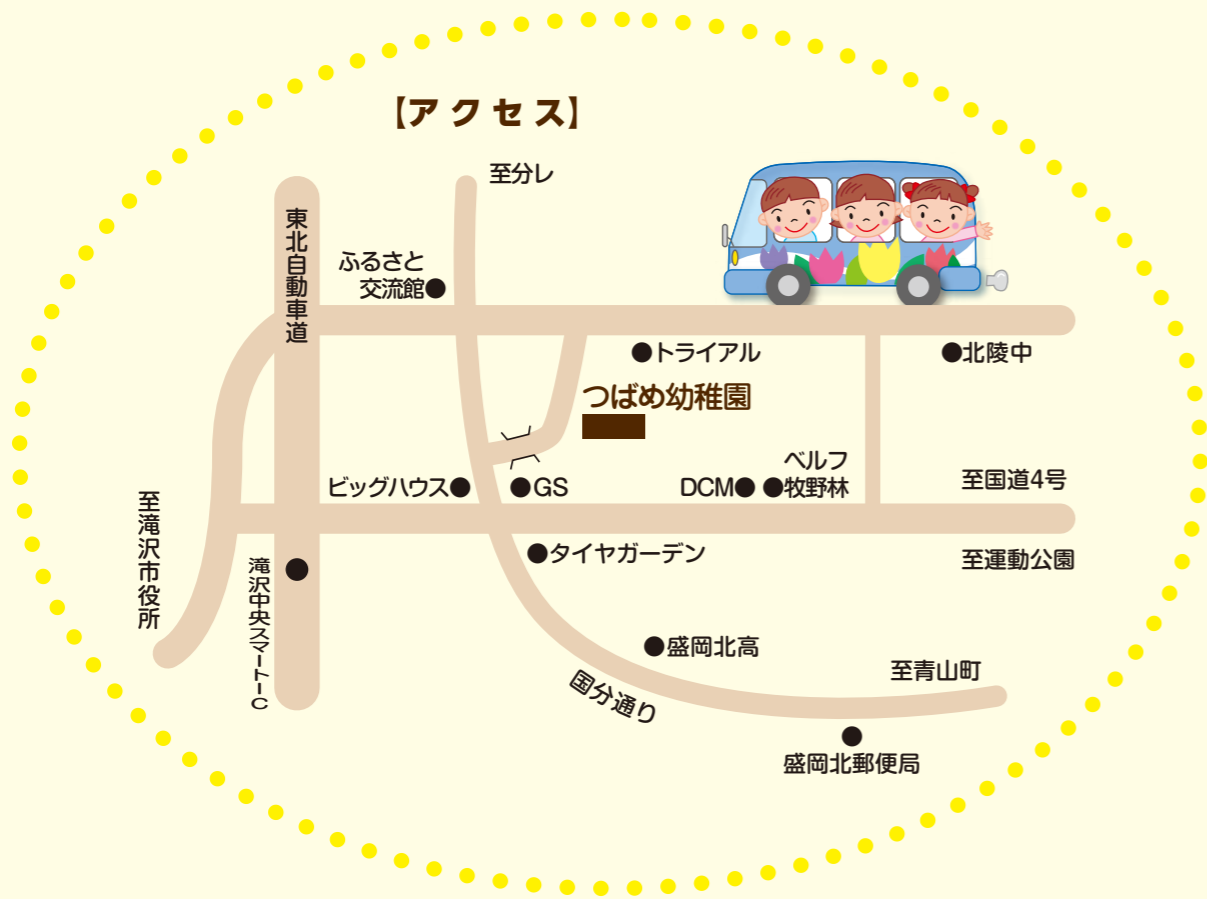 【アクセス】
至分レ
東北自動車道
ふるさと
交流館
トライアル
北陵中
つばめ幼稚園
ベルフ
牧野林
DCM
ビッグハウス
GS
至国道4号
至滝沢市役所
タイヤガーデン
至運動公園
滝沢中央スマートIC
盛岡北高
至青山町
国分通り
盛岡北郵便局